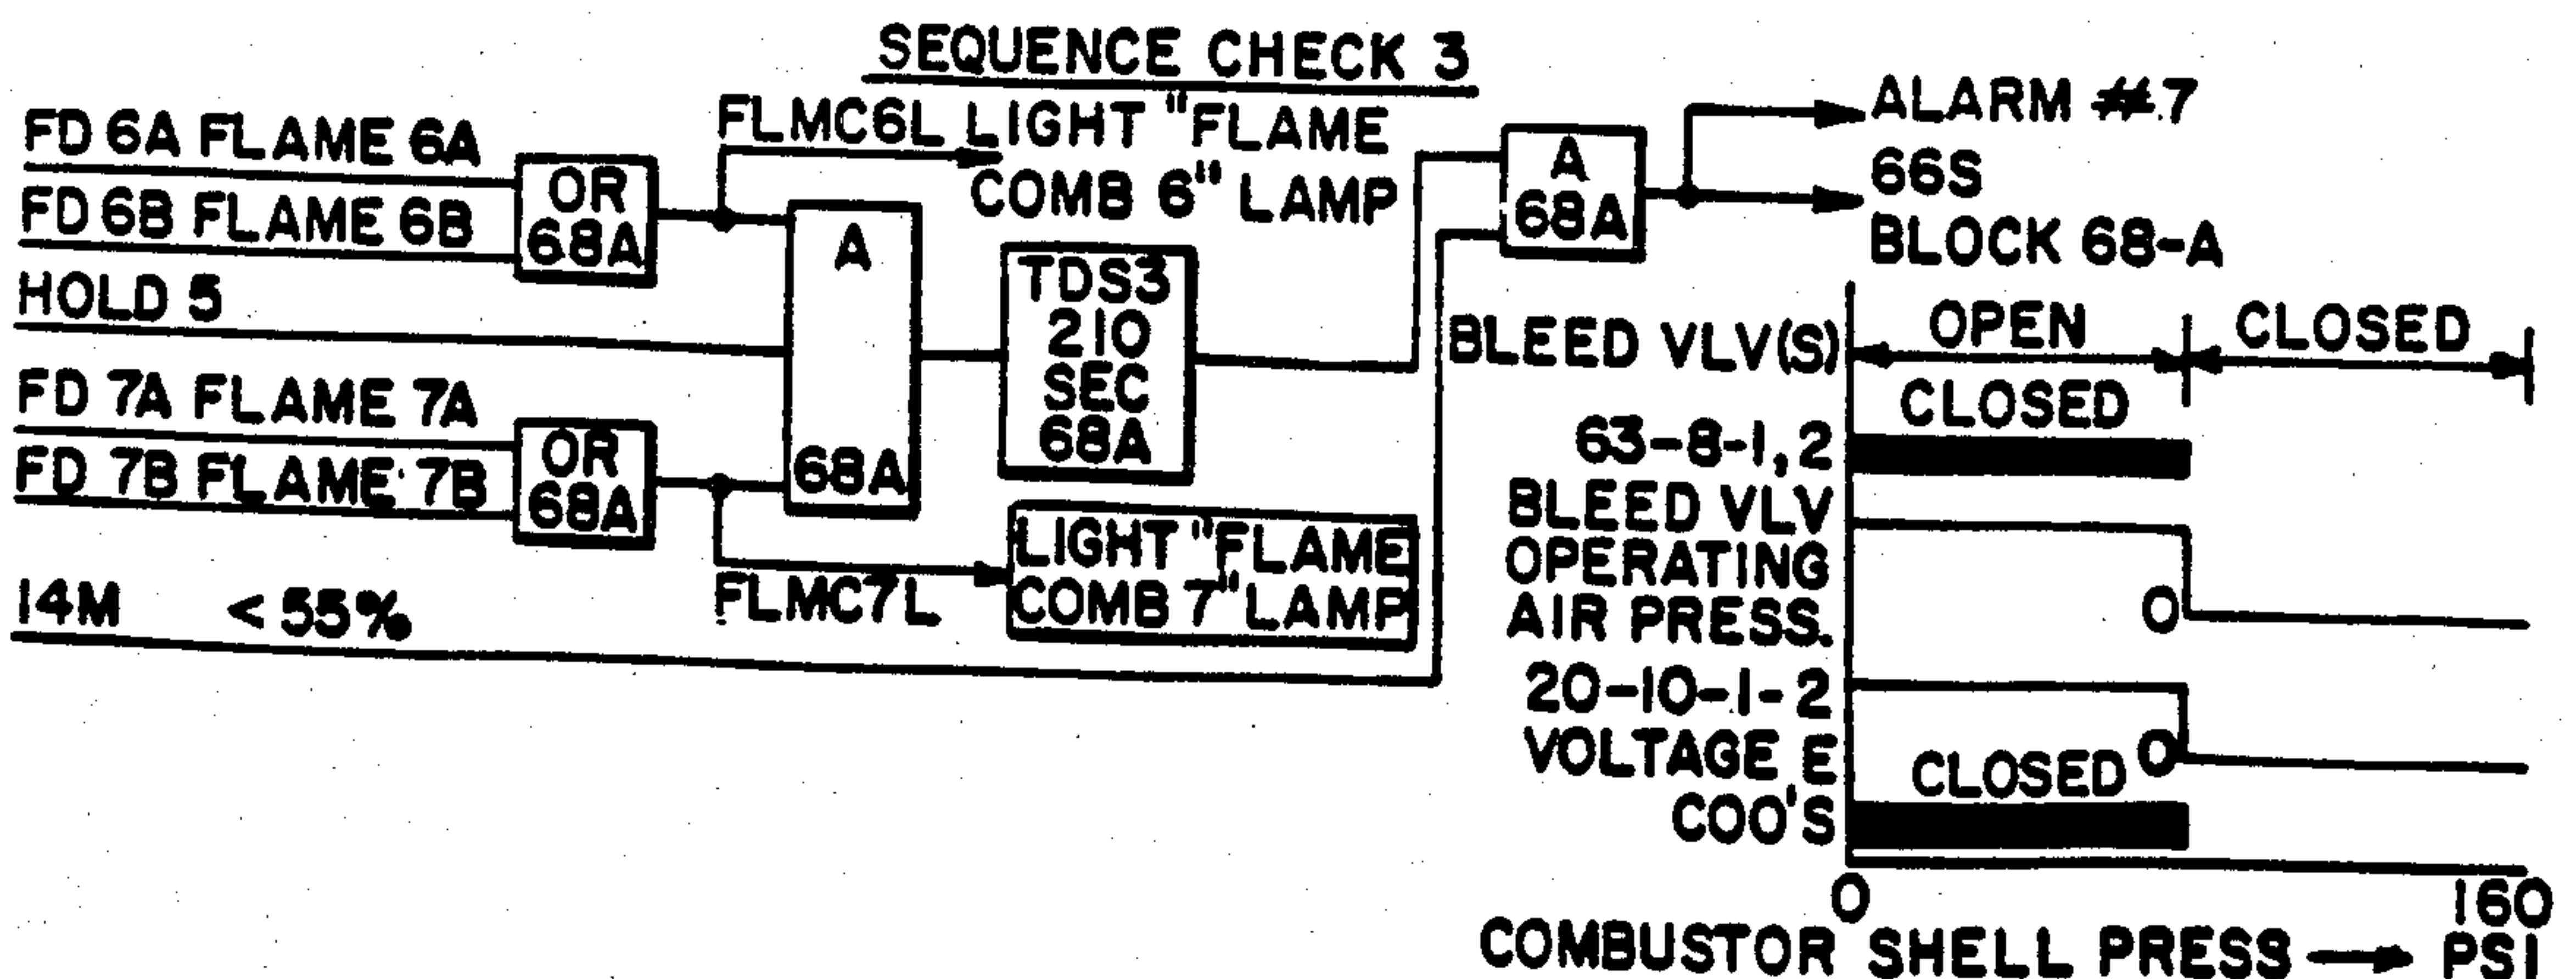 SEQUENCE CHECK 3
FD 6A FLAME 6A
FD 6B FLAME 6B
OR
68A
FLMC6L LIGHT "FLAME
COMB 6" LAMP
HOLD 5
A
68A
TDS3
210
SEC
68A
FD 7A FLAME 7A
FD 7B FLAME 7B
OR
68A
LIGHT "FLAME
COMB 7" LAMP
FLMC7L
14M <55%
A
68A
ALARM #7
66S
BLOCK 68-A
BLEED VLV(S)
OPEN
CLOSED
CLOSED
63-8-1,2
BLEED VLV
OPERATING
AIR PRESS.
O
20-10-1-2
VOLTAGE E
O
CLOSED
COO'S
O
160
COMBUSTOR SHELL PRESS → PSI